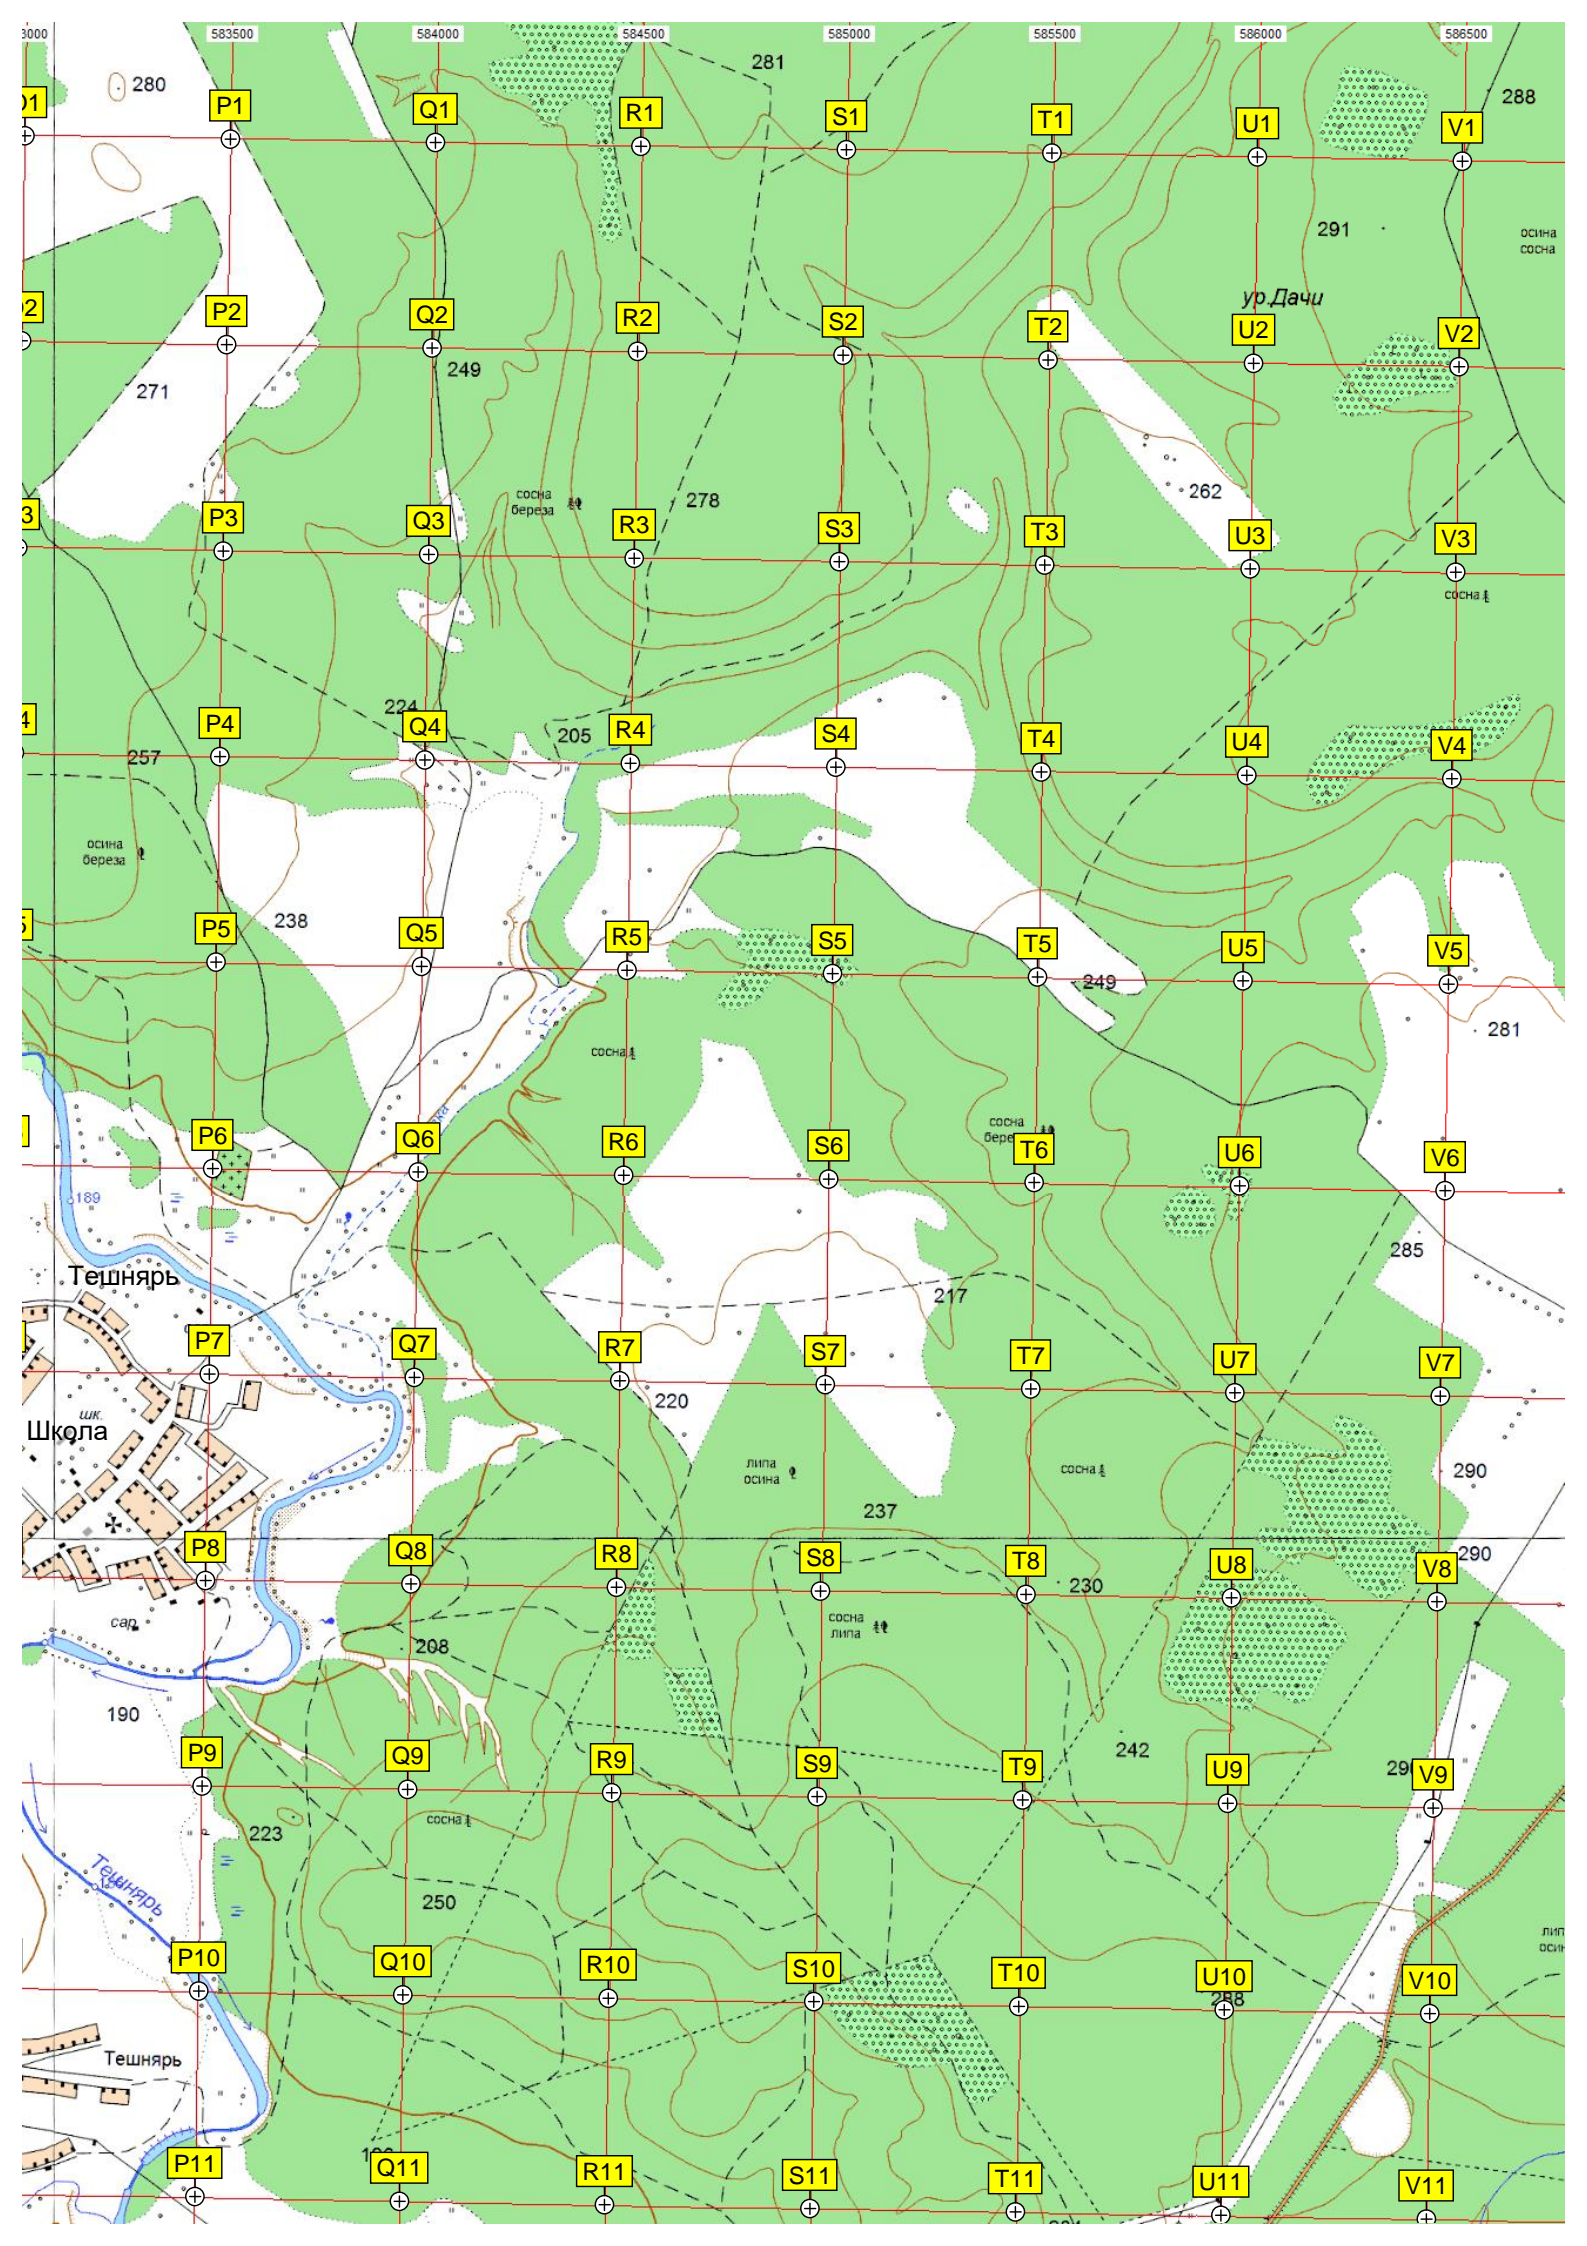 583500
584000
584500
585000
585500
586000
586500
281
280
288
P1
Q1
R1
S1
T1
U1
V1
291
осина
сосна
ур.Дачи
P2
Q2
R2
S2
T2
U2
V2
249
271
262
сосна
береза
278
P3
Q3
R3
S3
T3
U3
V3
сосна
224
205
P4
Q4
R4
S4
T4
U4
V4
257
осина
береза
238
P5
Q5
R5
S5
T5
U5
V5
249
281
сосна
сосна
P6
Q6
R6
S6
T6
U6
V6
189
285
Тешнярь
217
P7
Q7
R7
S7
T7
U7
V7
220
шк.
Школа
липа
осина
сосна
290
237
P8
Q8
R8
S8
T8
U8
V8
290
230
сар.
сосна
липа
208
190
242
P9
Q9
R9
S9
T9
U9
V9
сосна
223
Тешнярь
250
P10
Q10
R10
S10
T10
U10
V10
Тешнярь
P11
Q11
R11
S11
T11
U11
V11